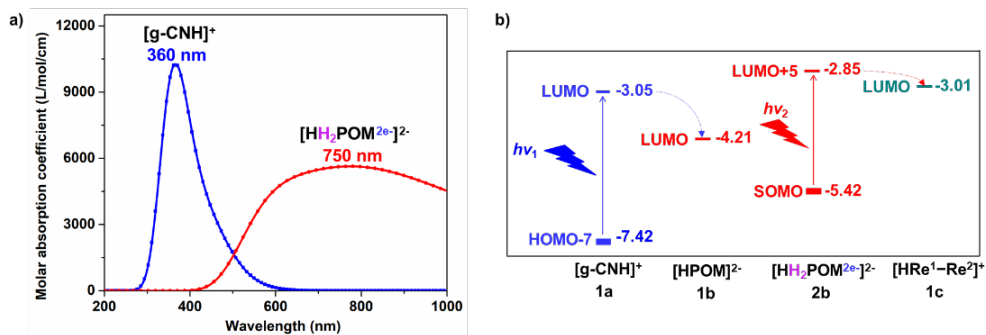 a)
[g-CNH]⁺
360 nm
[HH₂POM²ᵉ⁻]²⁻
750 nm
Molar absorption coefficient (L/mol/cm)
12000
9000
6000
3000
0
200 400 600 800 1000
Wavelength (nm)
b)
LUMO+5 -2.85
LUMO -3.05
LUMO -3.01
hv₂
LUMO -4.21
hv₁
SOMO -5.42
HOMO-7 -7.42
[g-CNH]⁺ [HPOM]²⁻ [HH₂POM²ᵉ⁻]²⁻ [HRe¹−Re²]⁺
1a 1b 2b 1c